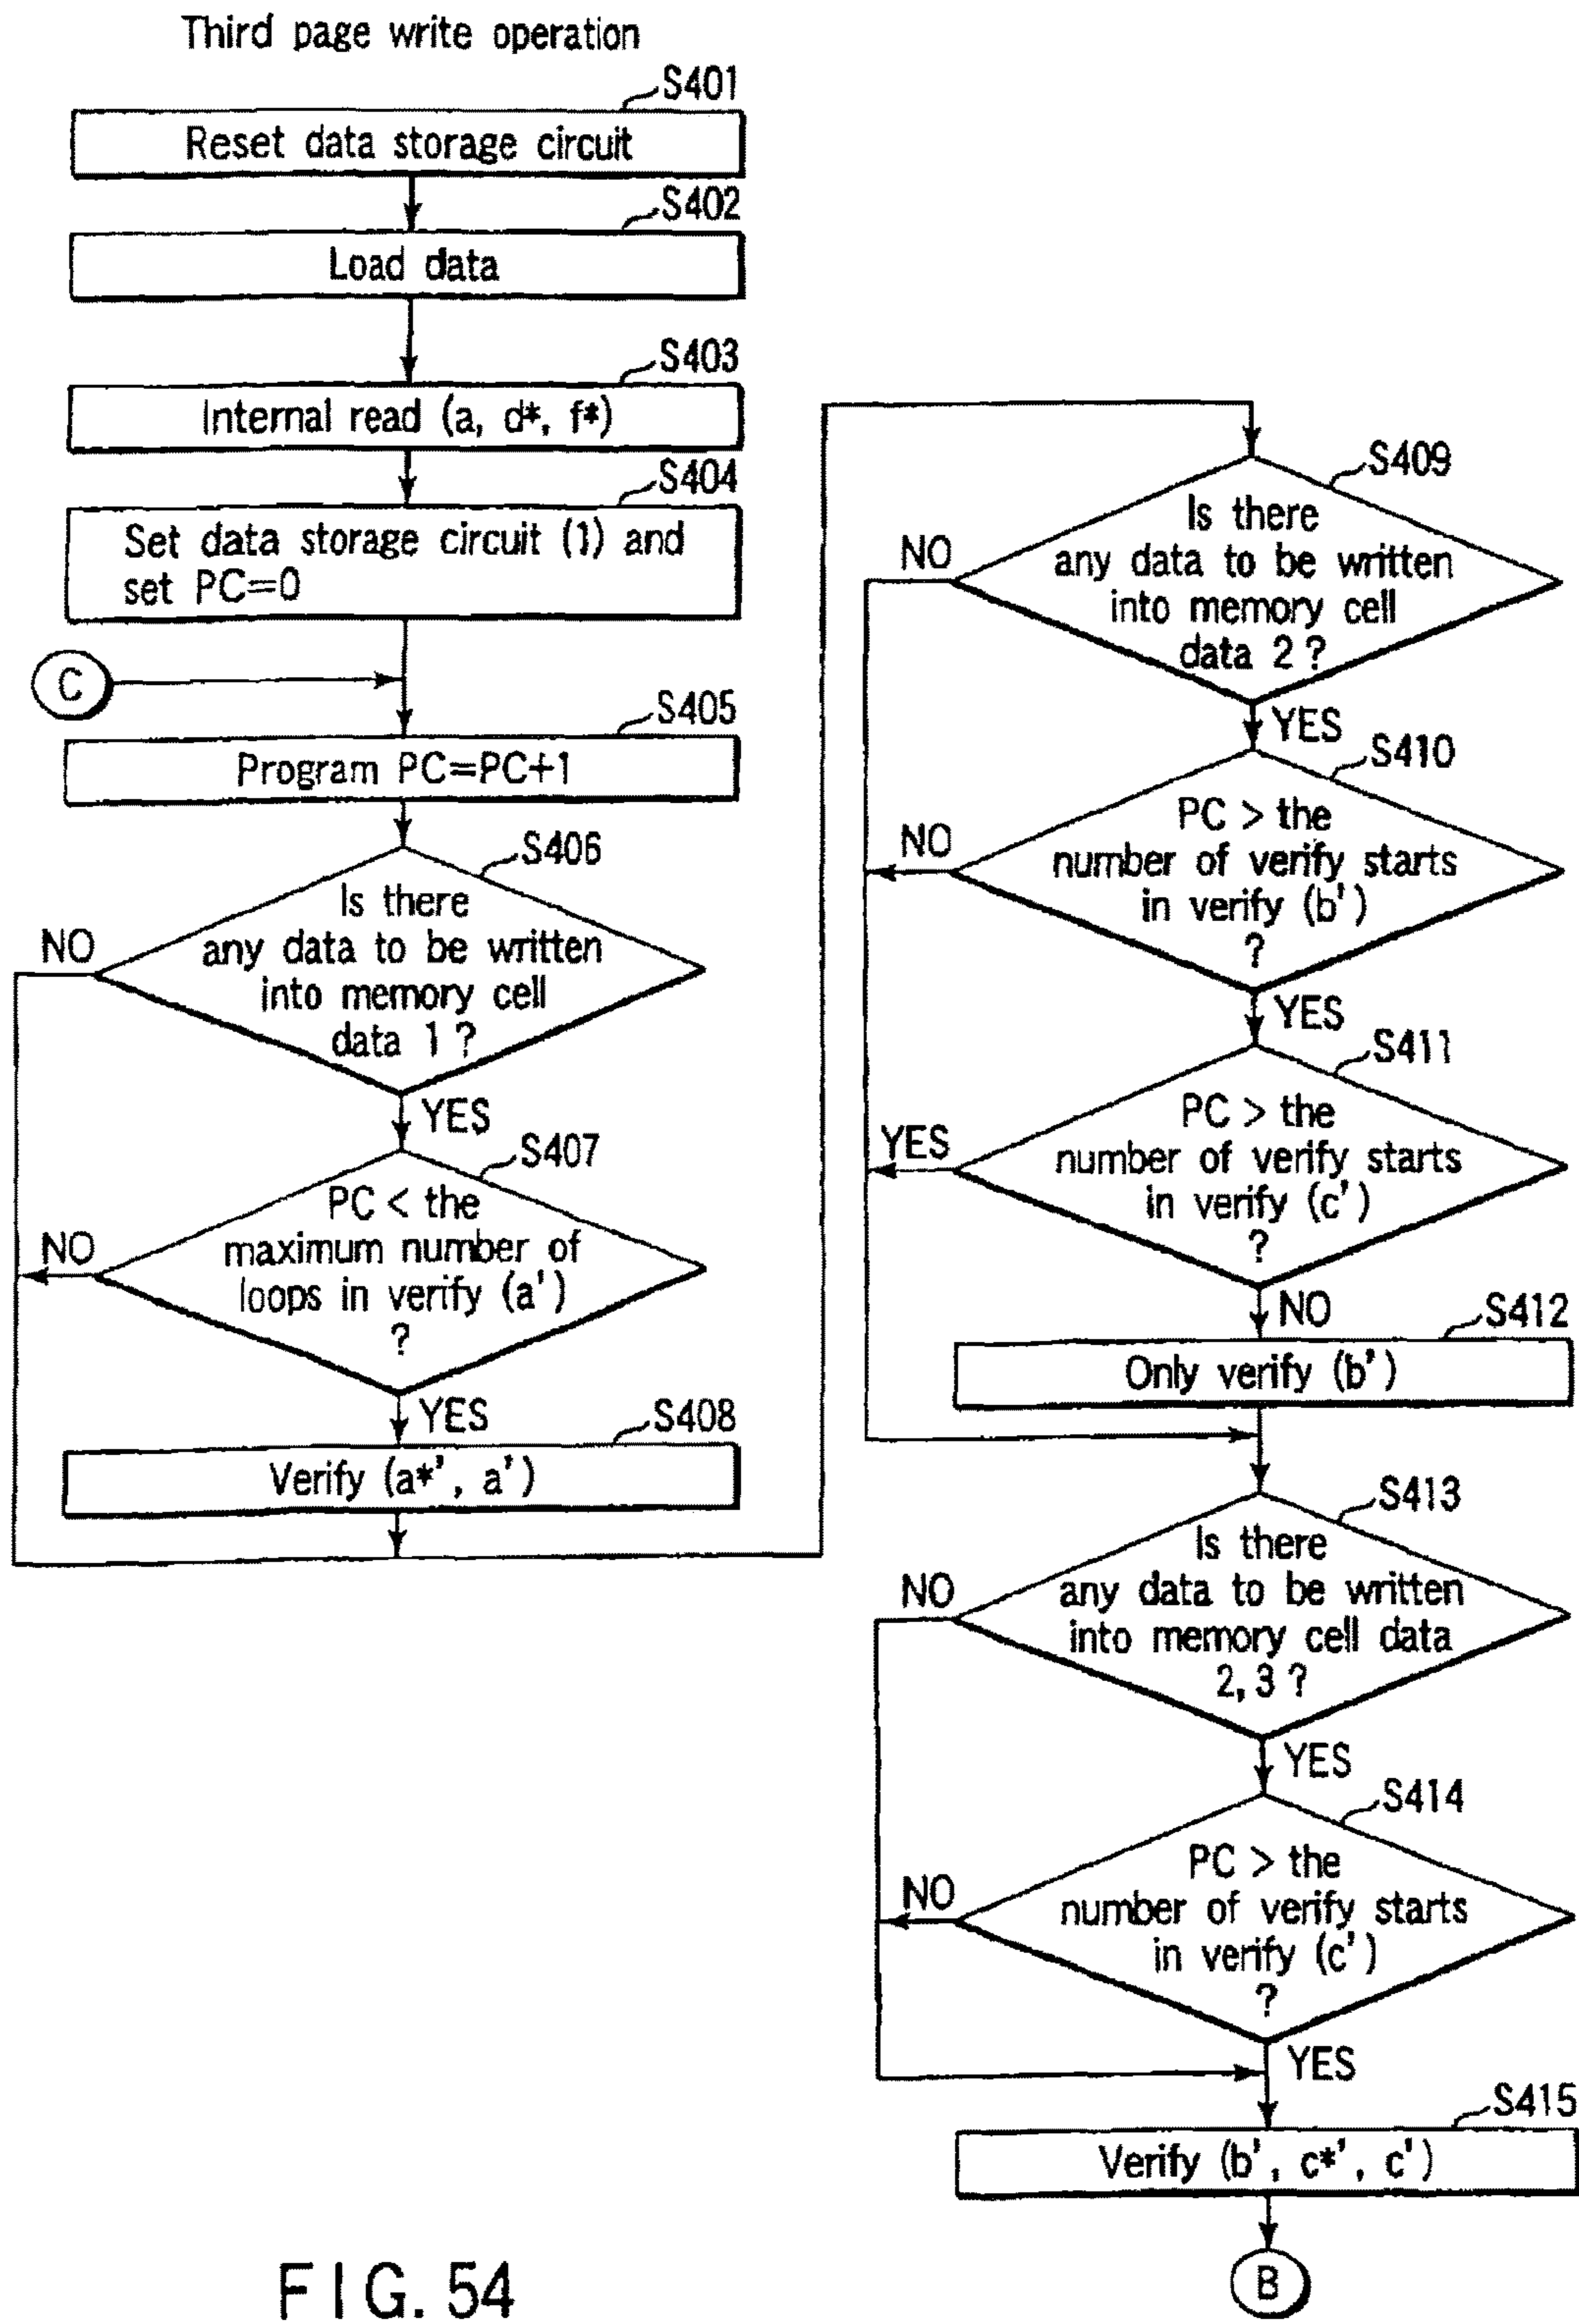 Third page write operation
S401
Reset data storage circuit
S402
Load data
S403
Internal read (a, d*, f*)
S404
Set data storage circuit (1) and
set PC=0
C
S405
Program PC=PC+1
S406
Is there
any data to be written
into memory cell
data 1 ?
NO
YES
S407
PC < the
maximum number of
loops in verify (a')
?
NO
YES
S408
Verify (a*', a')
S409
Is there
any data to be written
into memory cell
data 2 ?
NO
YES
S410
PC > the
number of verify starts
in verify (b')
?
NO
YES
S411
PC > the
number of verify starts
in verify (c')
?
YES
NO
S412
Only verify (b')
S413
Is there
any data to be written
into memory cell data
2, 3 ?
NO
YES
S414
PC > the
number of verify starts
in verify (c')
?
NO
YES
S415
Verify (b', c*', c')
B
FIG. 54